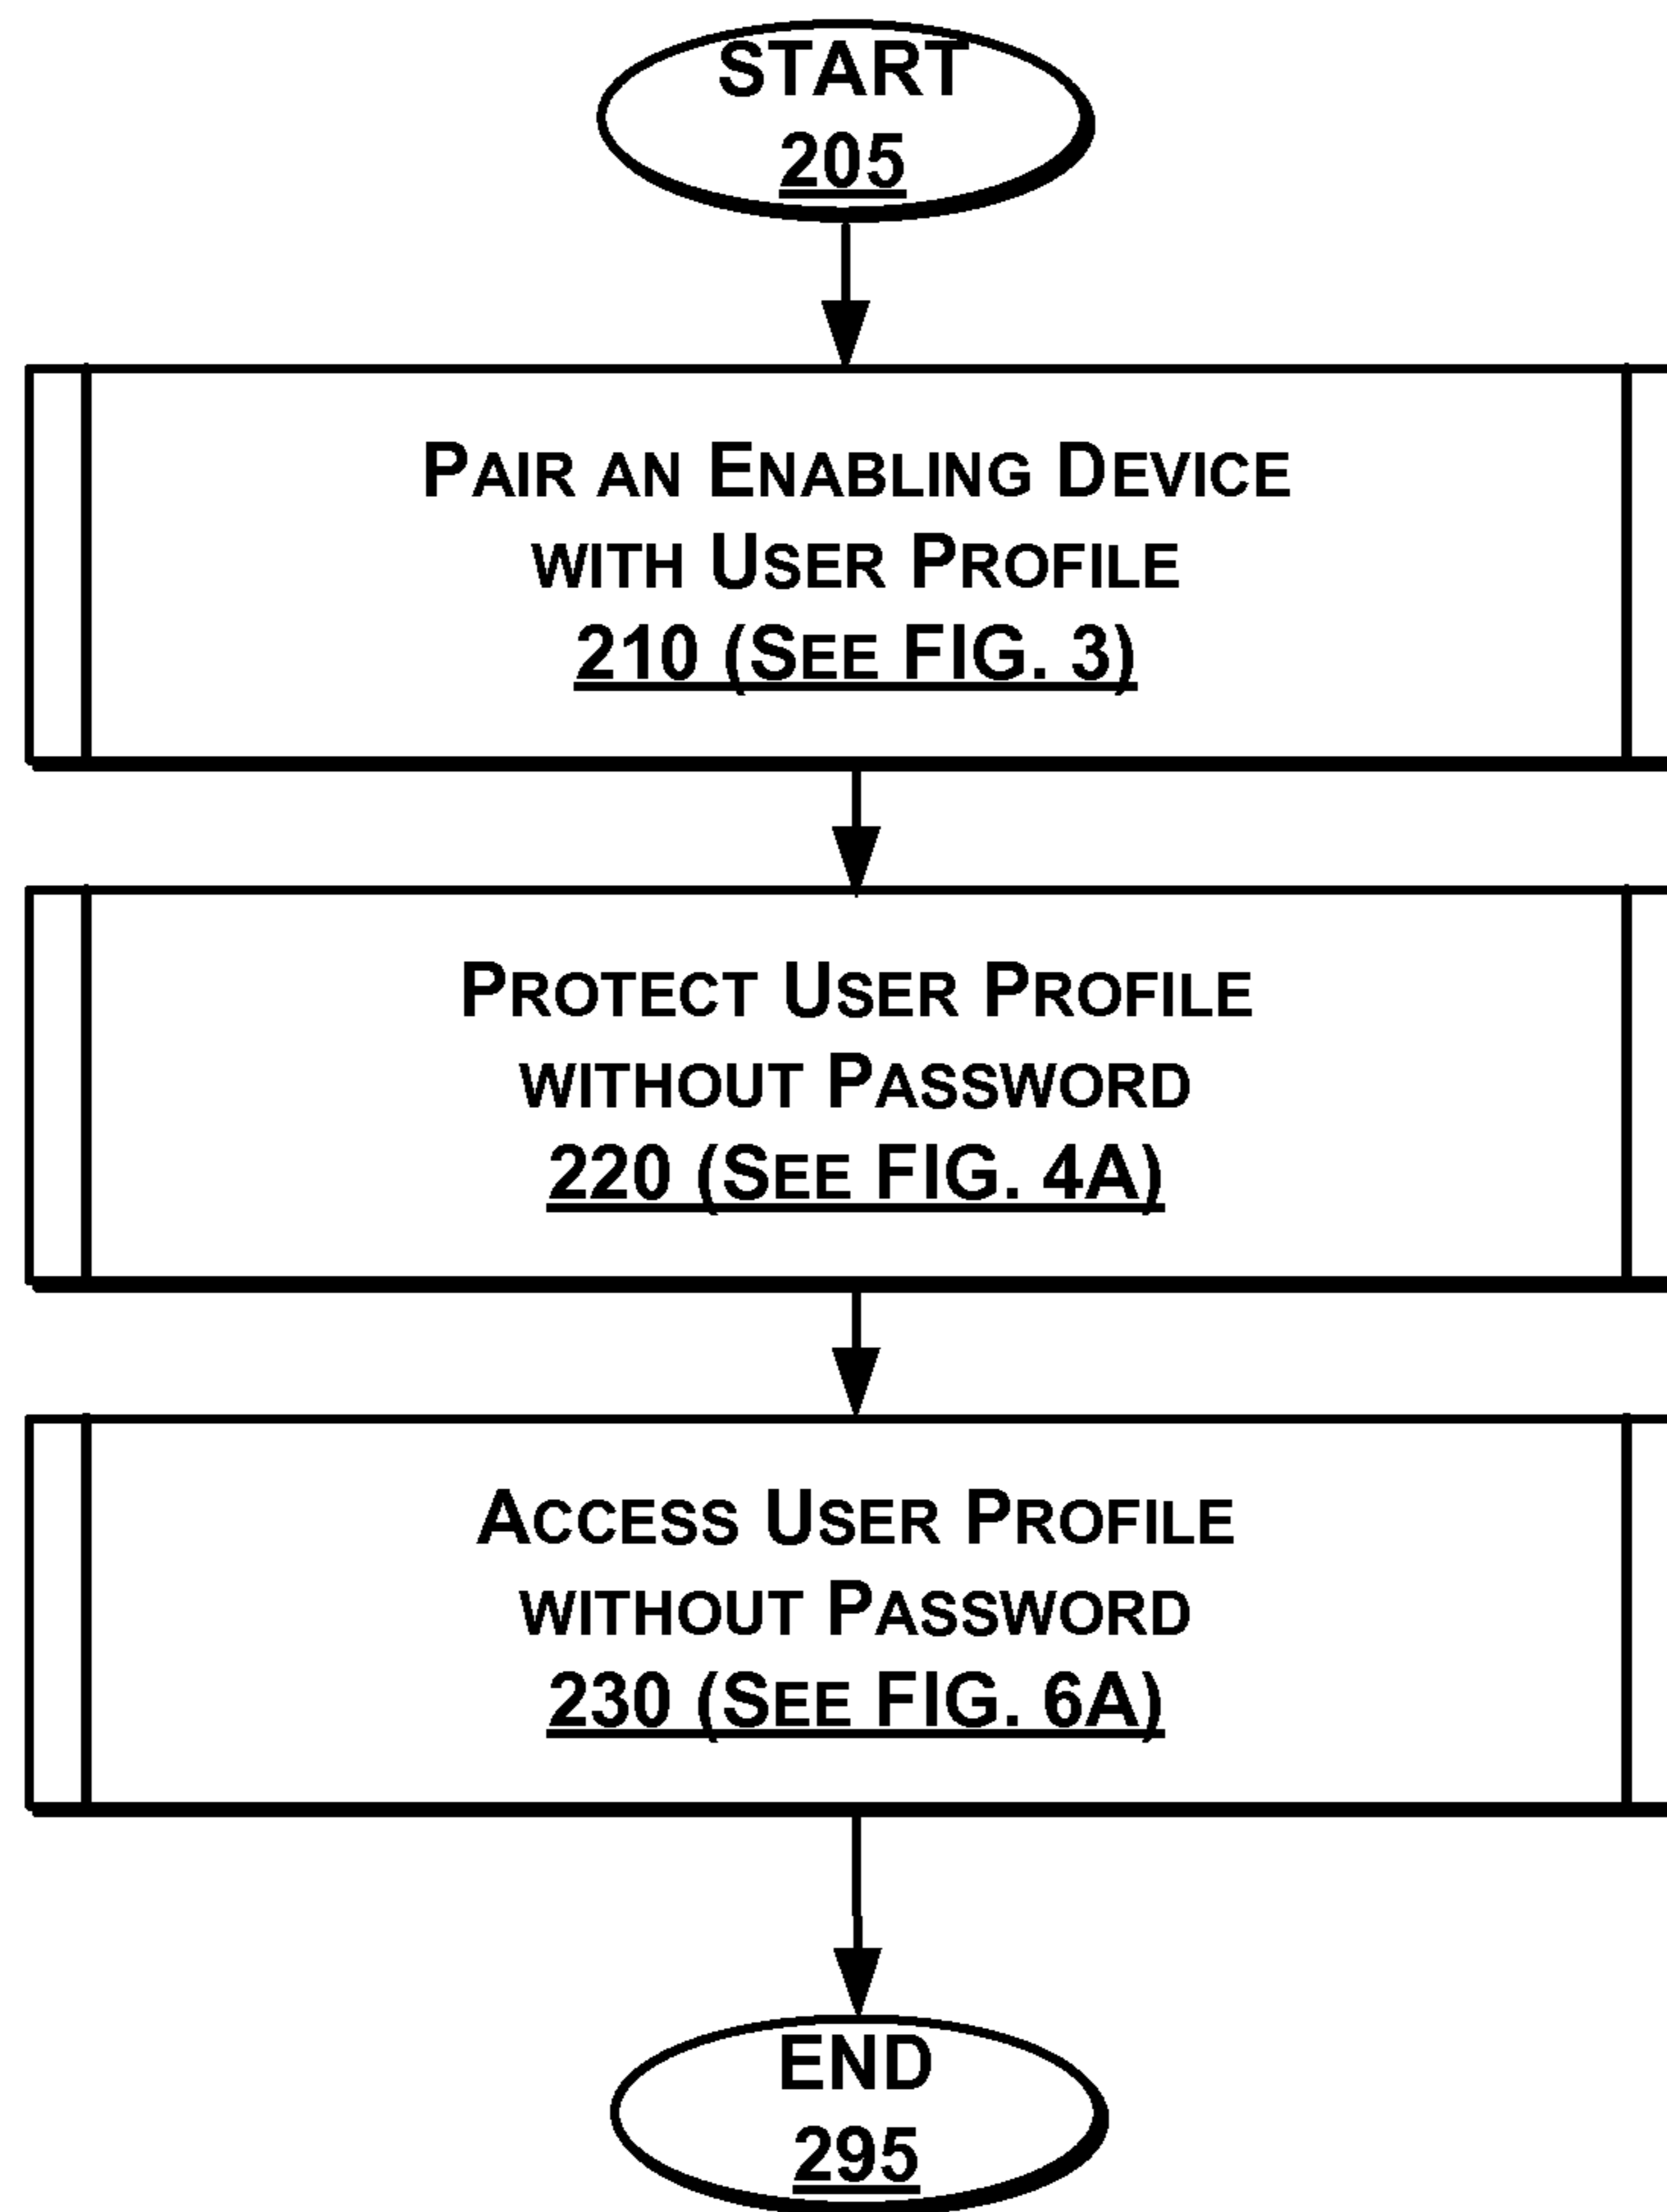 START
205
PAIR AN ENABLING DEVICE
WITH USER PROFILE
210 (SEE FIG. 3)
PROTECT USER PROFILE
WITHOUT PASSWORD
220 (SEE FIG. 4A)
ACCESS USER PROFILE
WITHOUT PASSWORD
230 (SEE FIG. 6A)
END
295